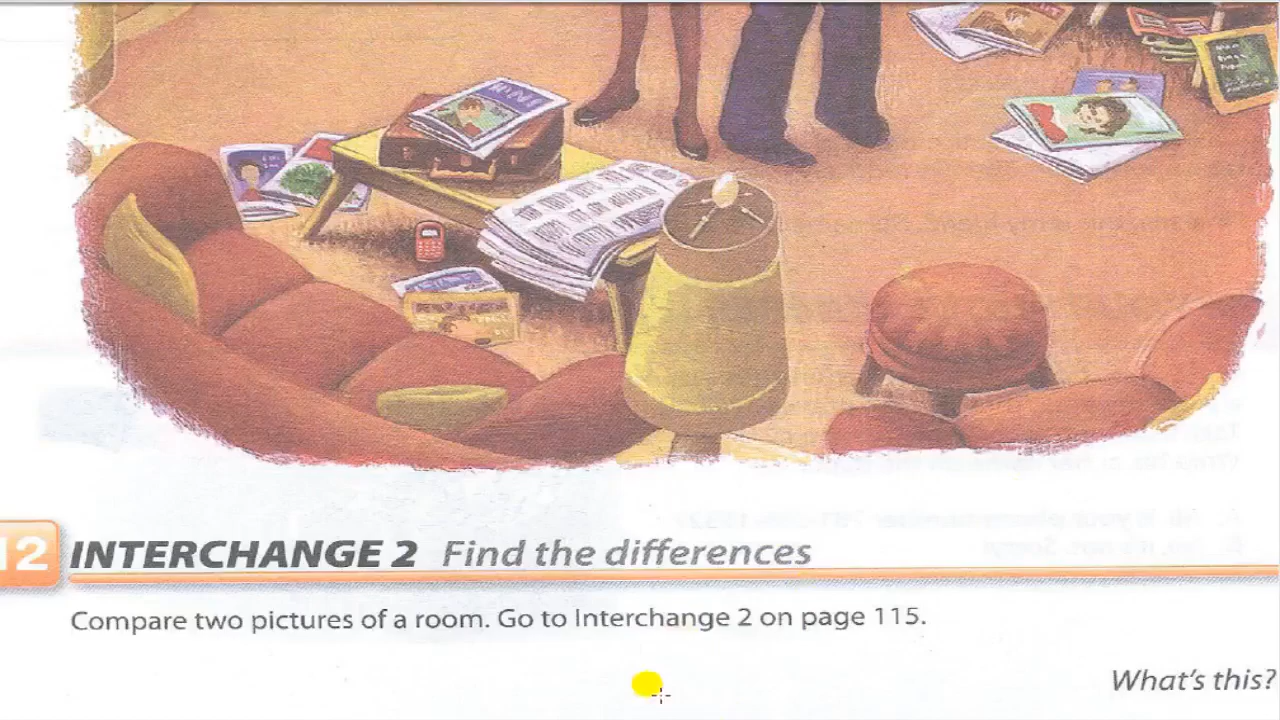 12 INTERCHANGE 2 Find the differences
Compare two pictures of a room. Go to Interchange 2 on page 115.
What's this?